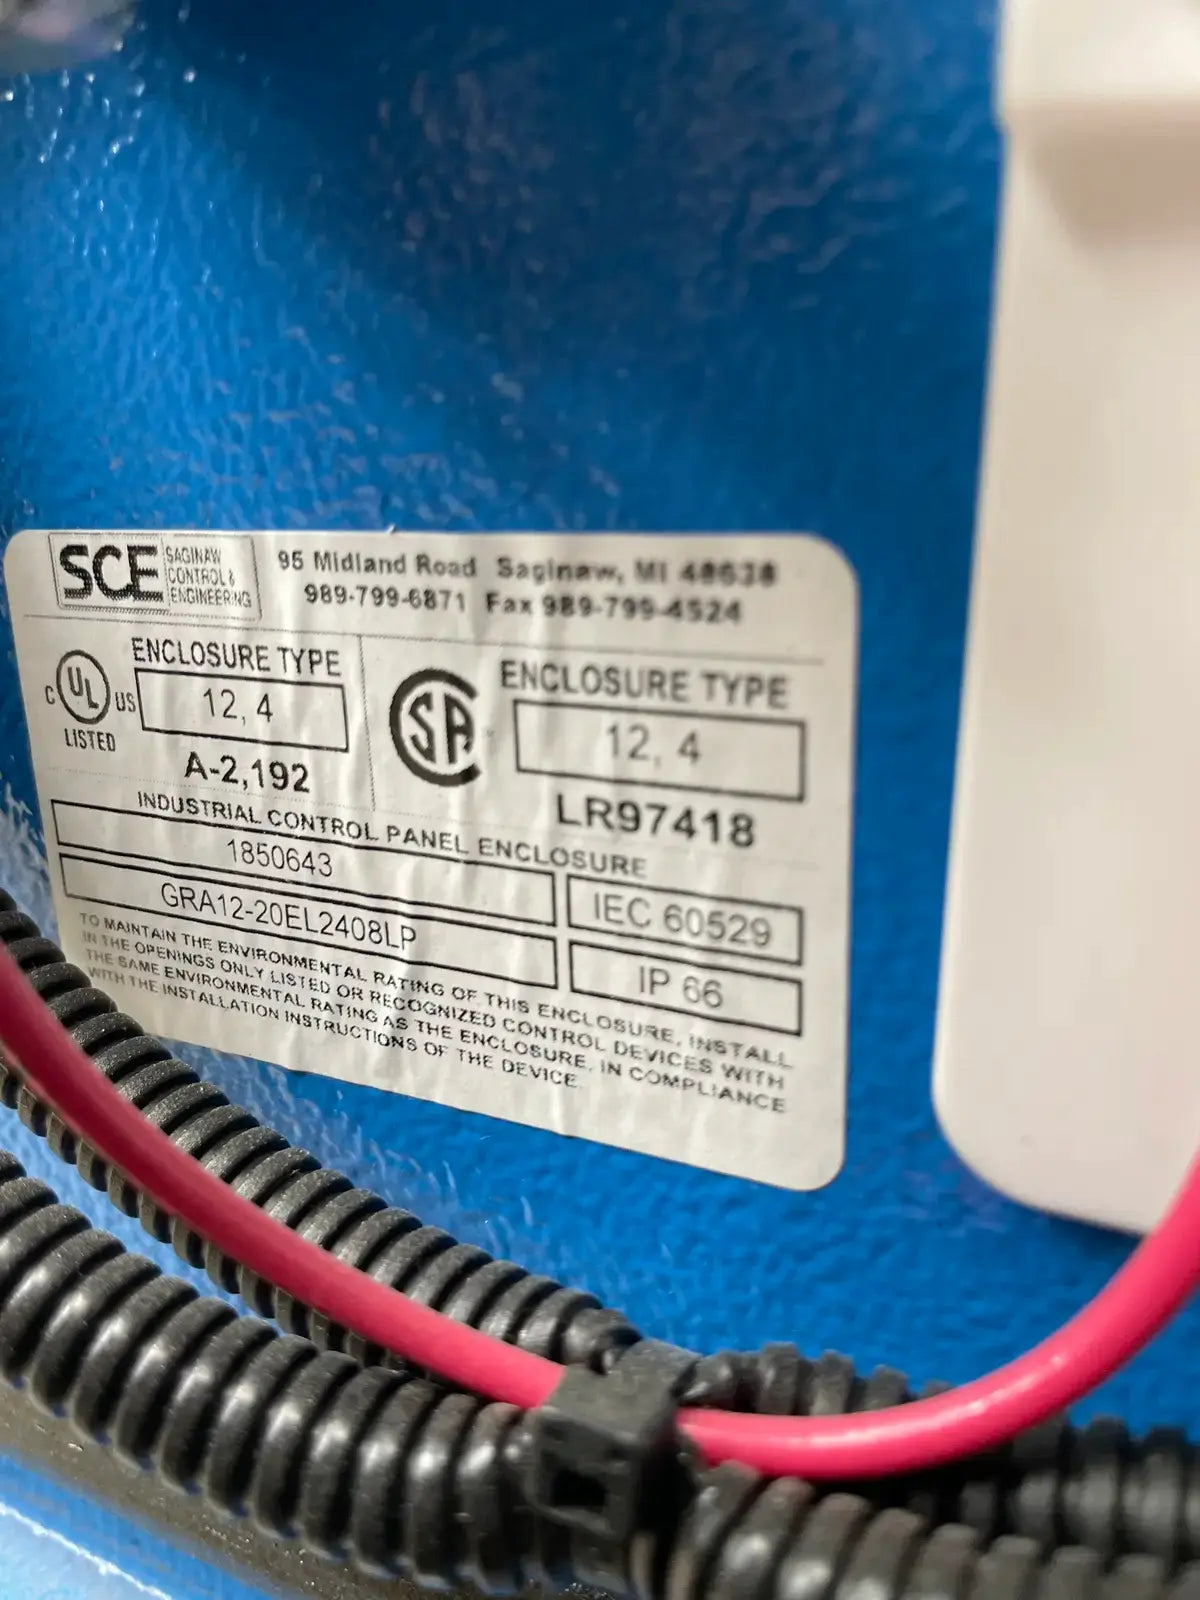 SCE
SAGINAW
CONTROL &
ENGINEERING
95 Midland Road Saginaw, MI 48638
989-799-6871 Fax 989-799-4524
C UL US
LISTED
ENCLOSURE TYPE
12, 4
A-2,192
SA
ENCLOSURE TYPE
12, 4
LR97418
INDUSTRIAL CONTROL PANEL ENCLOSURE
1850643
IEC 60529
GRA12-20EL2408LP
IP 66
TO MAINTAIN THE ENVIRONMENTAL RATING OF THIS ENCLOSURE, INSTALL
IN THE OPENINGS ONLY LISTED OR RECOGNIZED CONTROL DEVICES WITH
THE SAME ENVIRONMENTAL RATING AS THE ENCLOSURE, IN COMPLIANCE
WITH THE INSTALLATION INSTRUCTIONS OF THE DEVICE.